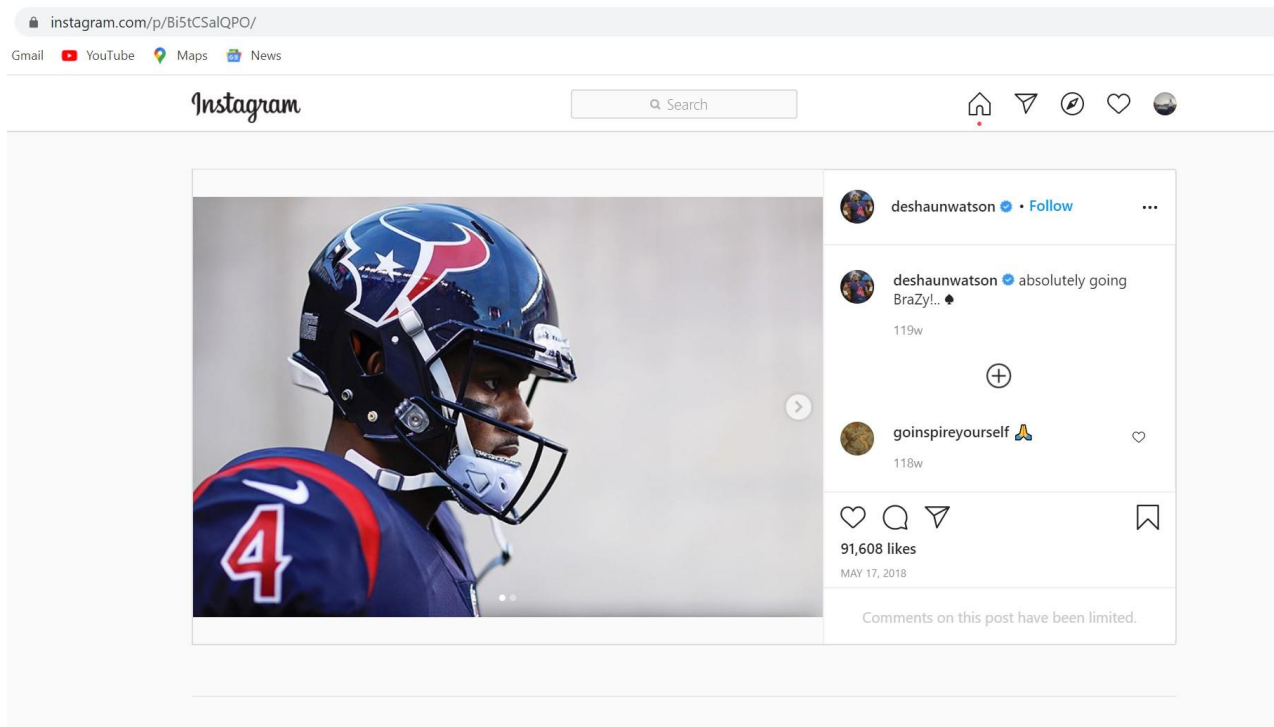 instagram.com/p/Bi5tCSalQPO/
Gmail YouTube Maps News
Instagram
Search
deshaunwatson • Follow
deshaunwatson absolutely going
BraZy!.. ♠
119w
goinspireyourself 🙏
118w
4
91,608 likes
MAY 17, 2018
Comments on this post have been limited.